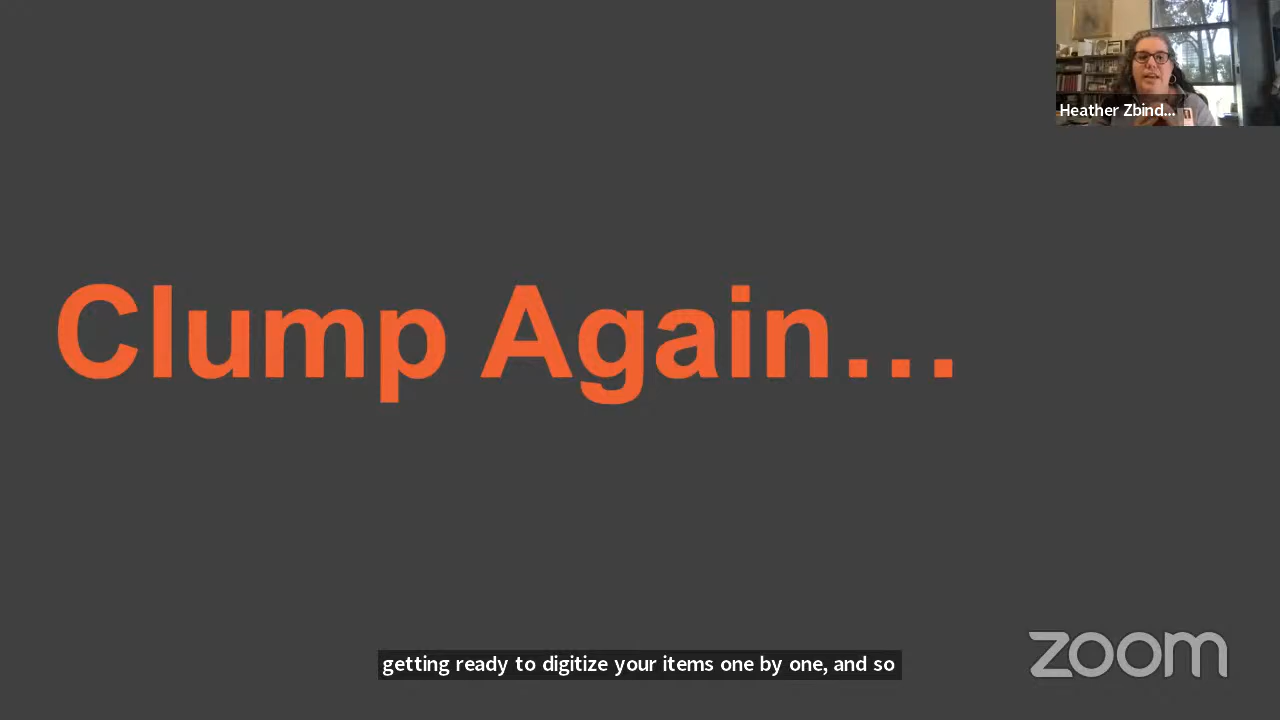 Heather Zbind...
Clump Again...
getting ready to digitize your items one by one, and so
zoom